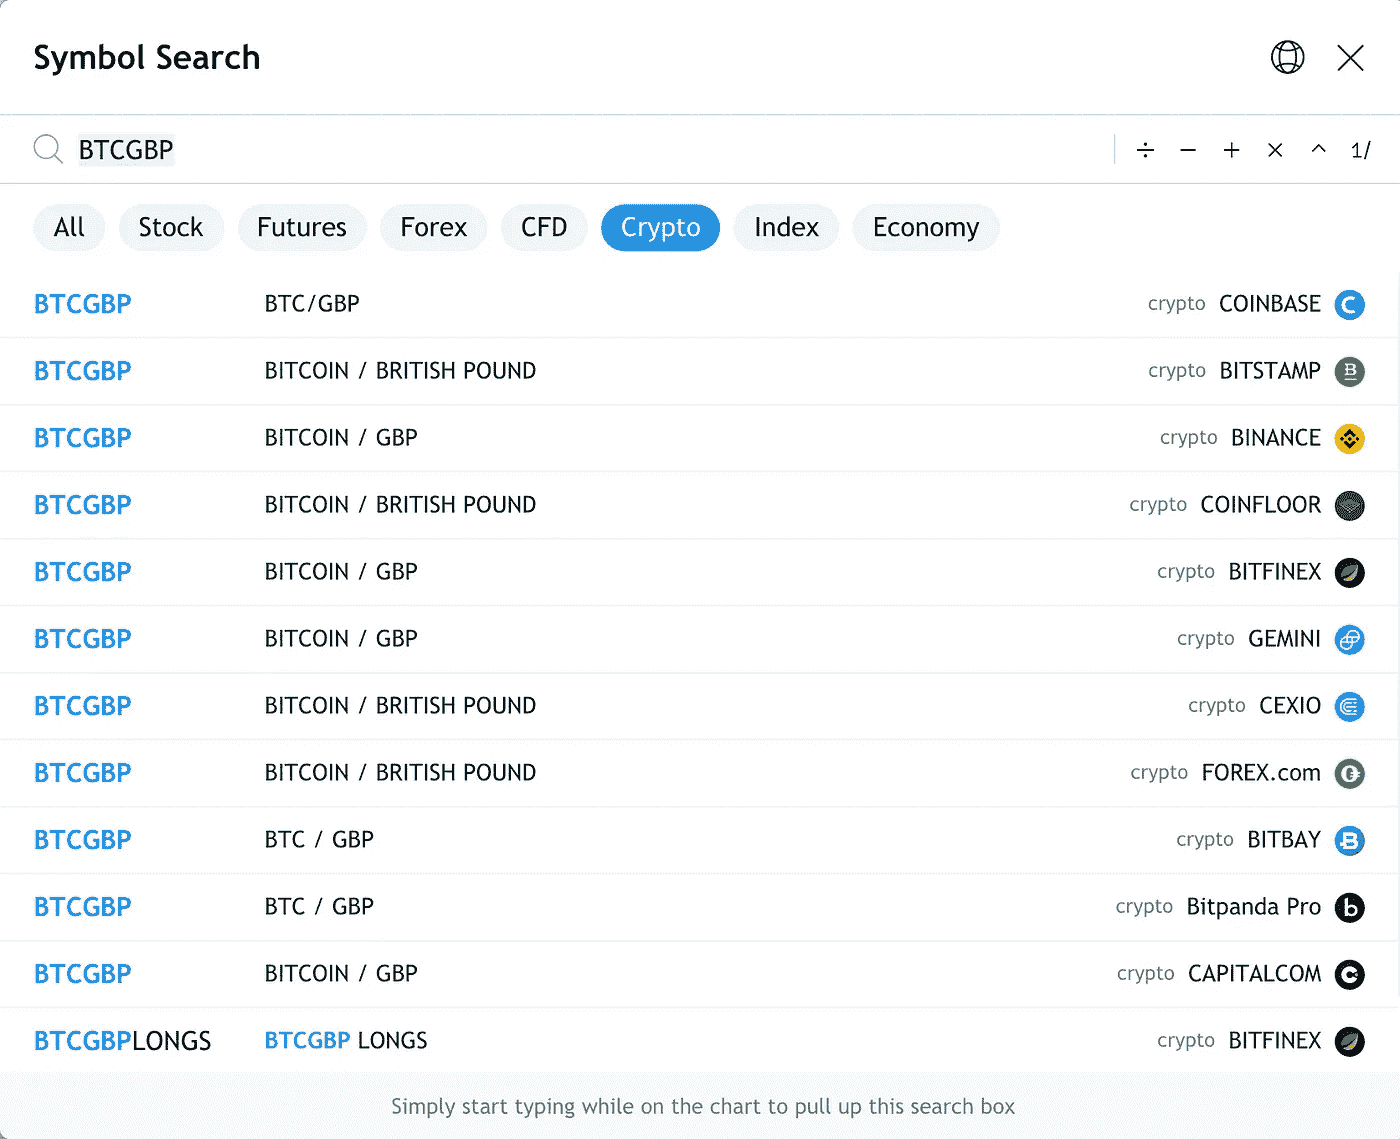 Symbol Search
BTCGBP ÷ − + × ^ 1/
All Stock Futures Forex CFD Crypto Index Economy
BTCGBP BTC/GBP crypto COINBASE
BTCGBP BITCOIN / BRITISH POUND crypto BITSTAMP
BTCGBP BITCOIN / GBP crypto BINANCE
BTCGBP BITCOIN / BRITISH POUND crypto COINFLOOR
BTCGBP BITCOIN / GBP crypto BITFINEX
BTCGBP BITCOIN / GBP crypto GEMINI
BTCGBP BITCOIN / BRITISH POUND crypto CEXIO
BTCGBP BITCOIN / BRITISH POUND crypto FOREX.com
BTCGBP BTC / GBP crypto BITBAY
BTCGBP BTC / GBP crypto Bitpanda Pro
BTCGBP BITCOIN / GBP crypto CAPITALCOM
BTCGBPLONGS BTCGBP LONGS crypto BITFINEX
Simply start typing while on the chart to pull up this search box